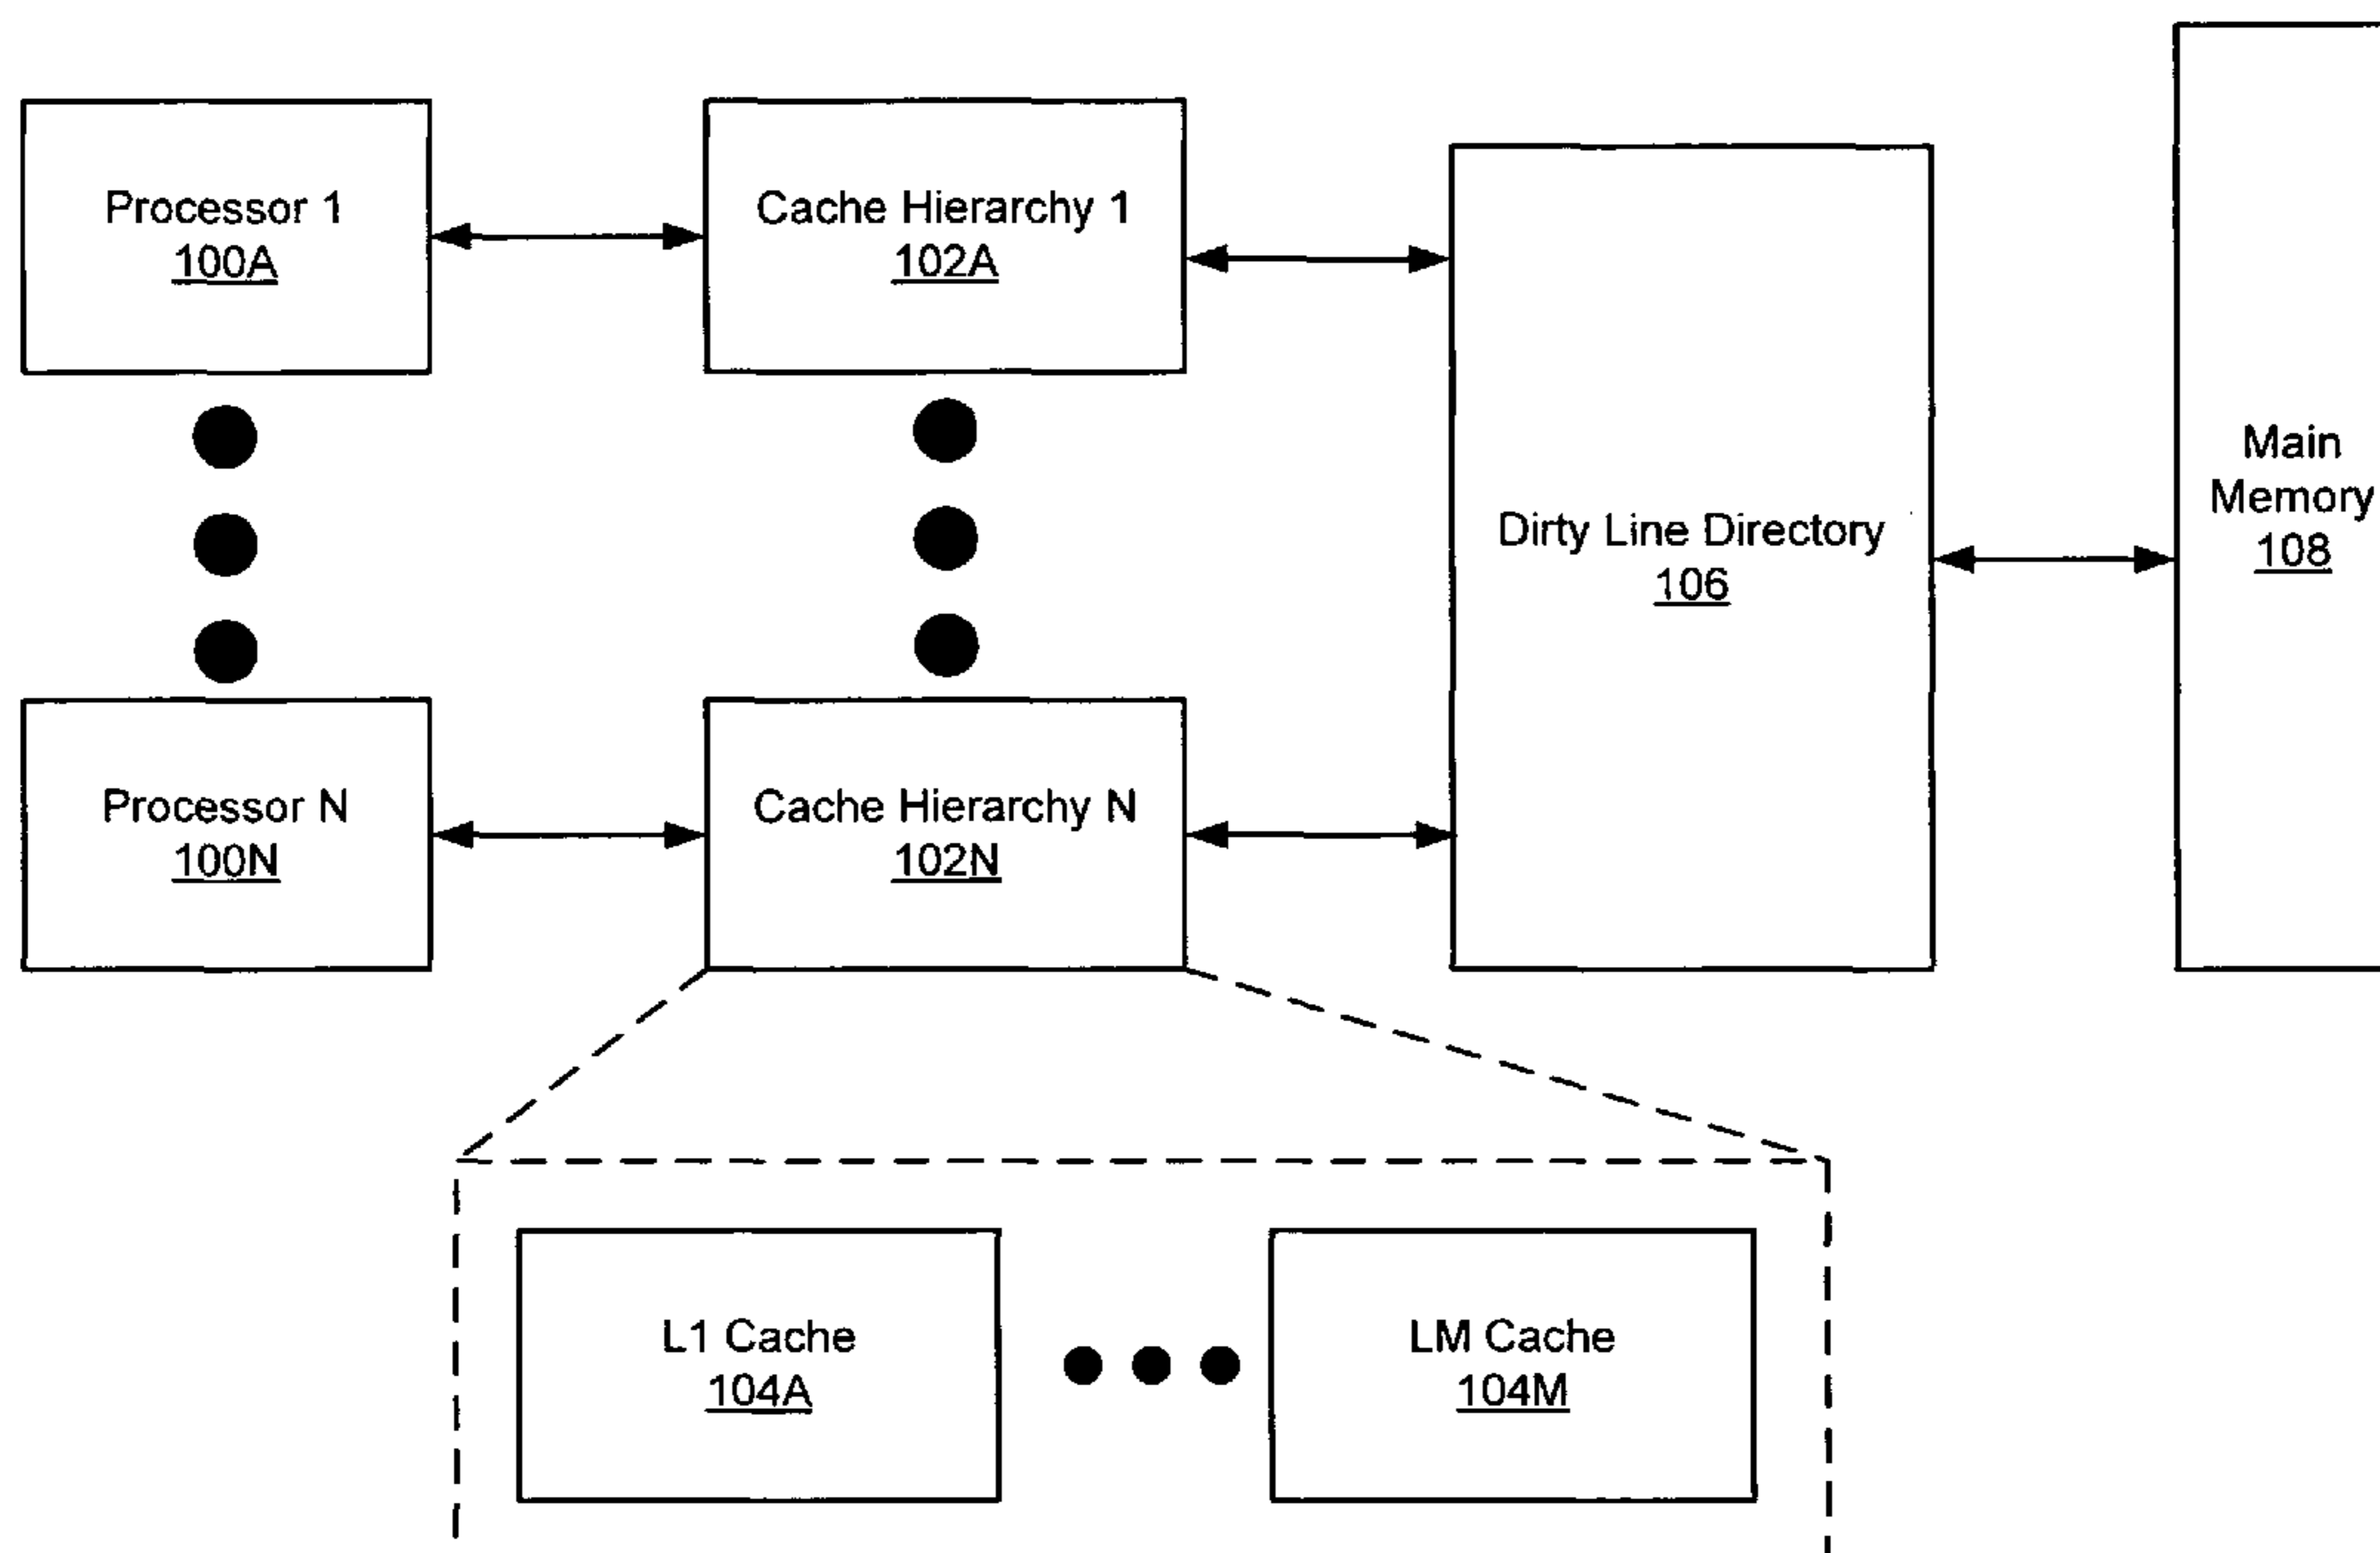 Processor 1
100A
Cache Hierarchy 1
102A
Dirty Line Directory
106
Main
Memory
108
Processor N
100N
Cache Hierarchy N
102N
L1 Cache
104A
LM Cache
104M